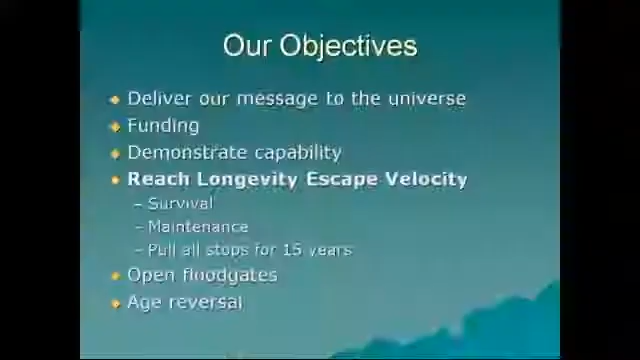 Our Objectives
Deliver our message to the universe
Funding
Demonstrate capability
Reach Longevity Escape Velocity
– Survival
– Maintenance
– Pull all stops for 15 years
Open floodgates
Age reversal